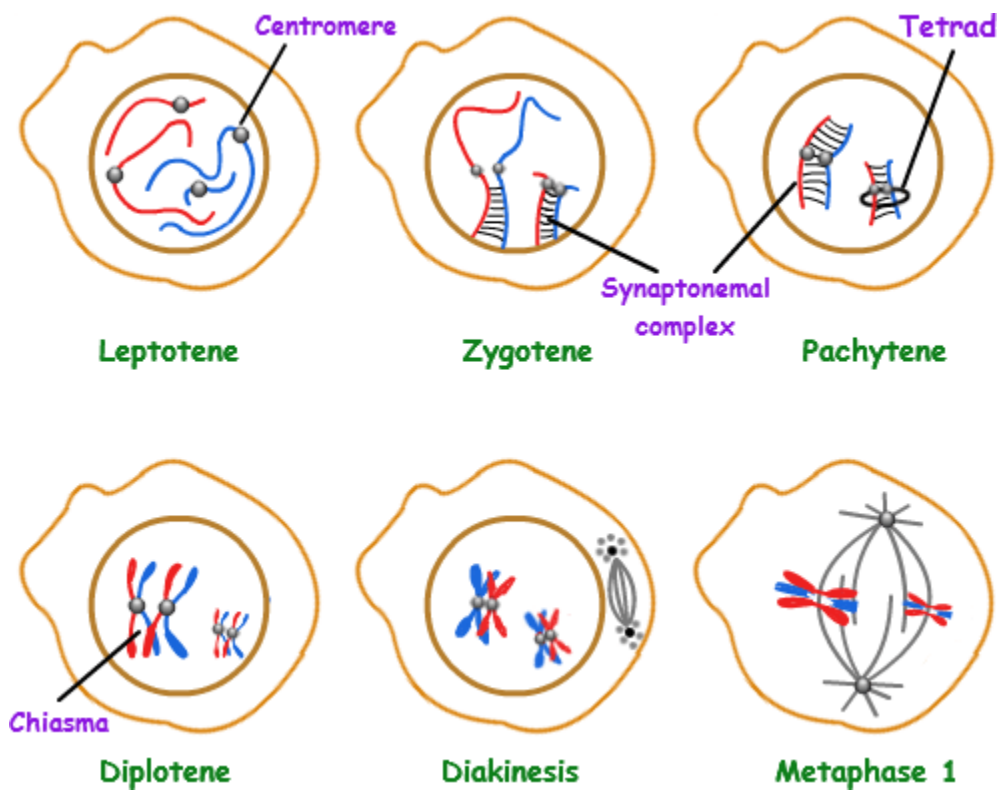 Centromere
Tetrad
Synaptonemal
complex
Leptotene
Zygotene
Pachytene
Chiasma
Diplotene
Diakinesis
Metaphase 1